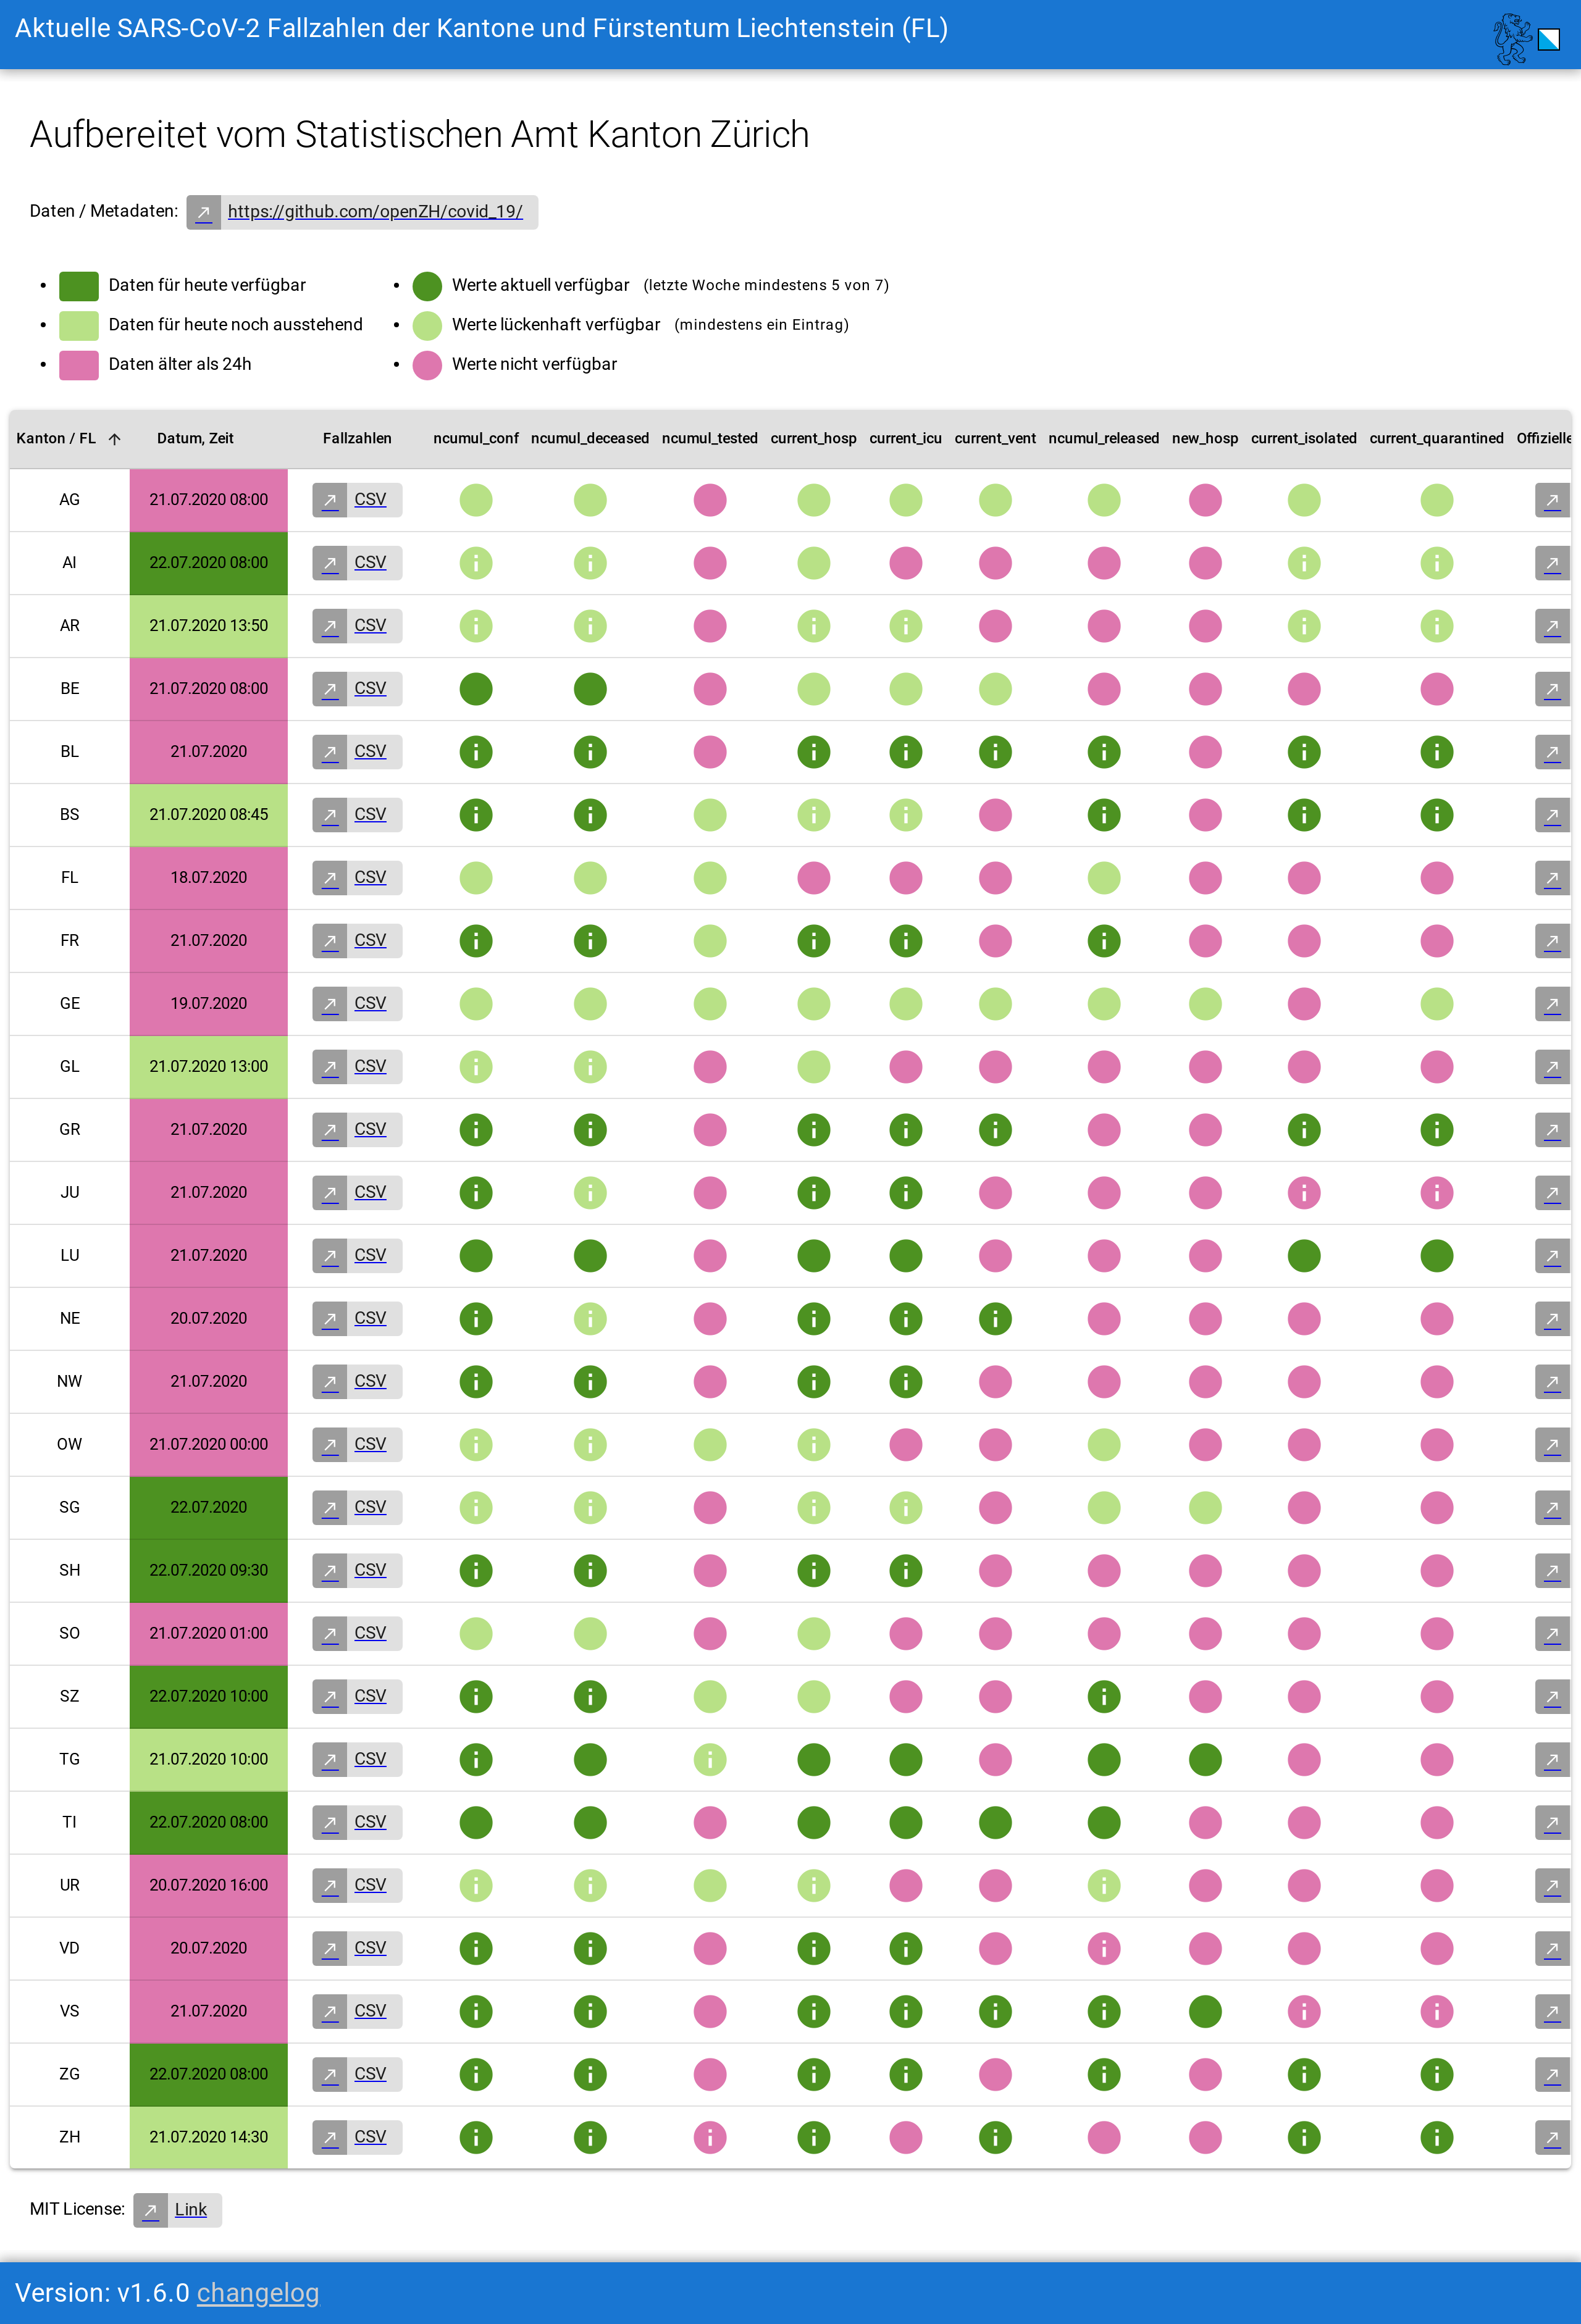 Aktuelle SARS-CoV-2 Fallzahlen der Kantone und Fürstentum Liechtenstein (FL)
Aufbereitet vom Statistischen Amt Kanton Zürich
Daten / Metadaten: https://github.com/openZH/covid_19/
Daten für heute verfügbar
Daten für heute noch ausstehend
Daten älter als 24h
Werte aktuell verfügbar (letzte Woche mindestens 5 von 7)
Werte lückenhaft verfügbar (mindestens ein Eintrag)
Werte nicht verfügbar
Kanton / FL Datum, Zeit Fallzahlen ncumul_conf ncumul_deceased ncumul_tested current_hosp current_icu current_vent ncumul_released new_hosp current_isolated current_quarantined Offizielle
AG 21.07.2020 08:00 CSV
AI 22.07.2020 08:00 CSV
AR 21.07.2020 13:50 CSV
BE 21.07.2020 08:00 CSV
BL 21.07.2020 CSV
BS 21.07.2020 08:45 CSV
FL 18.07.2020 CSV
FR 21.07.2020 CSV
GE 19.07.2020 CSV
GL 21.07.2020 13:00 CSV
GR 21.07.2020 CSV
JU 21.07.2020 CSV
LU 21.07.2020 CSV
NE 20.07.2020 CSV
NW 21.07.2020 CSV
OW 21.07.2020 00:00 CSV
SG 22.07.2020 CSV
SH 22.07.2020 09:30 CSV
SO 21.07.2020 01:00 CSV
SZ 22.07.2020 10:00 CSV
TG 21.07.2020 10:00 CSV
TI 22.07.2020 08:00 CSV
UR 20.07.2020 16:00 CSV
VD 20.07.2020 CSV
VS 21.07.2020 CSV
ZG 22.07.2020 08:00 CSV
ZH 21.07.2020 14:30 CSV
MIT License: Link
Version: v1.6.0 changelog